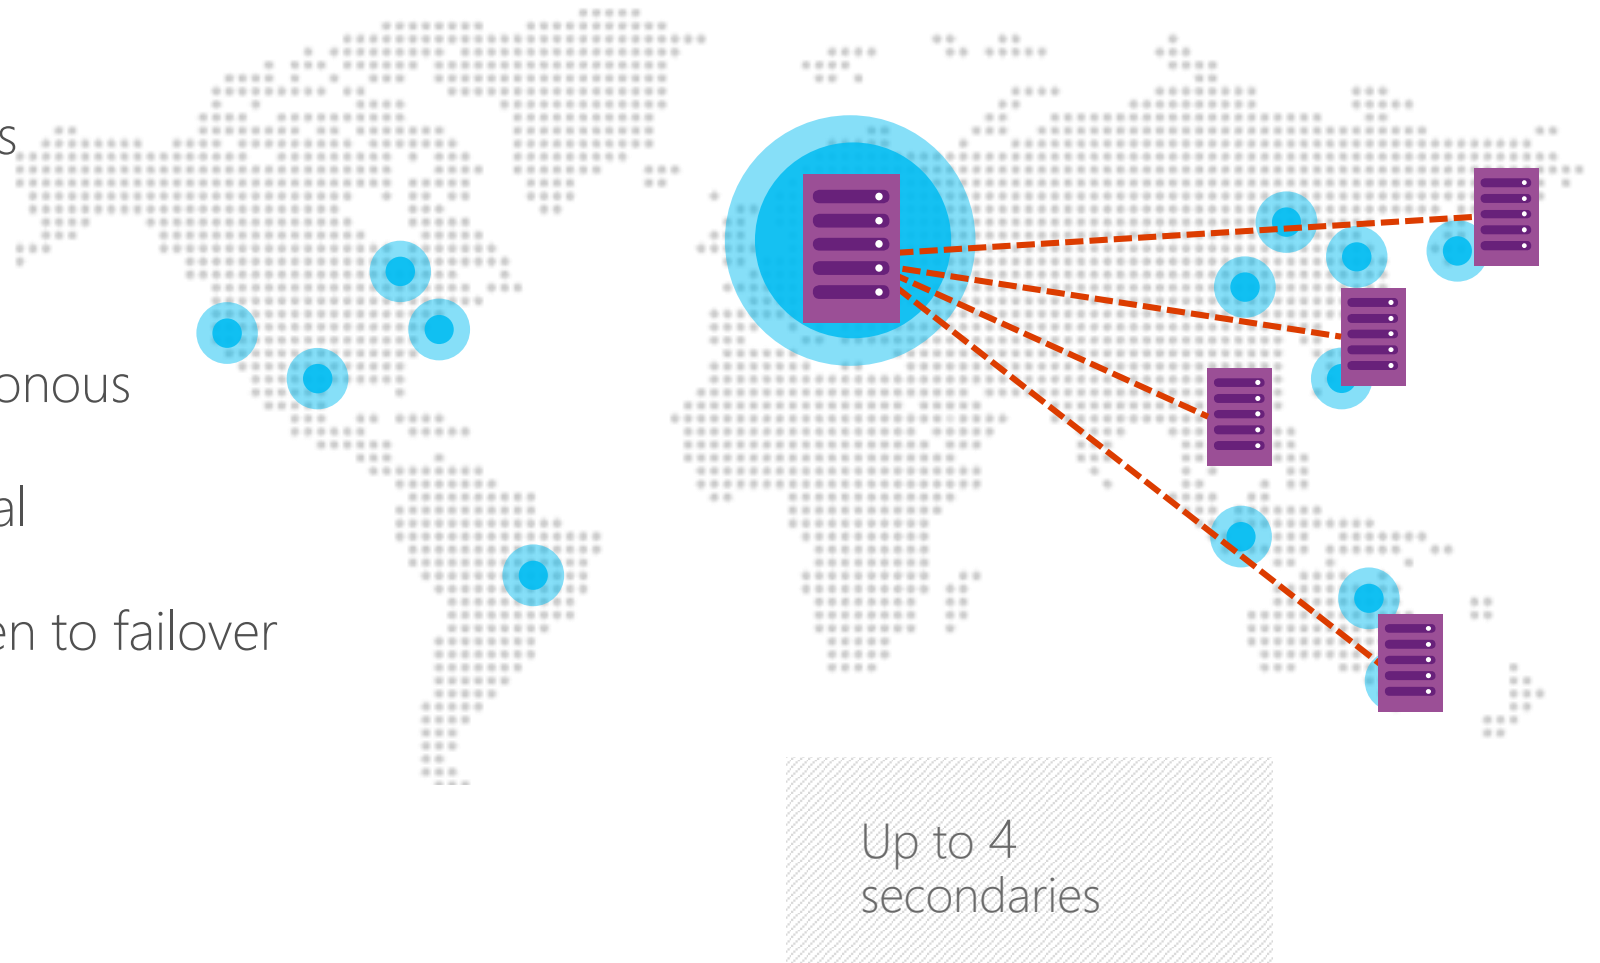 s
onous
al
en to failover
Up to 4
secondaries